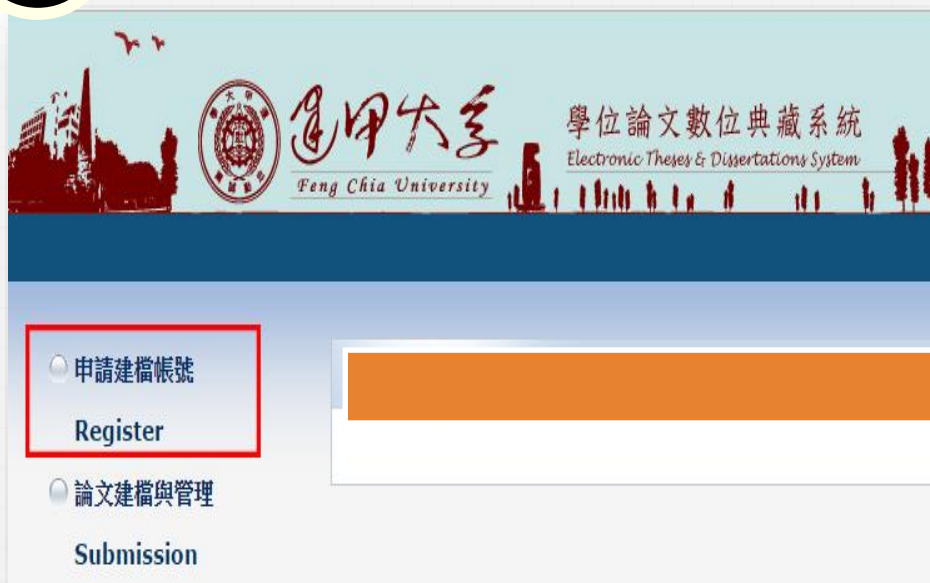 逢甲大學
Feng Chia University
學位論文數位典藏系統
Electronic Theses & Dissertations System
申請建檔帳號
Register
論文建檔與管理
Submission